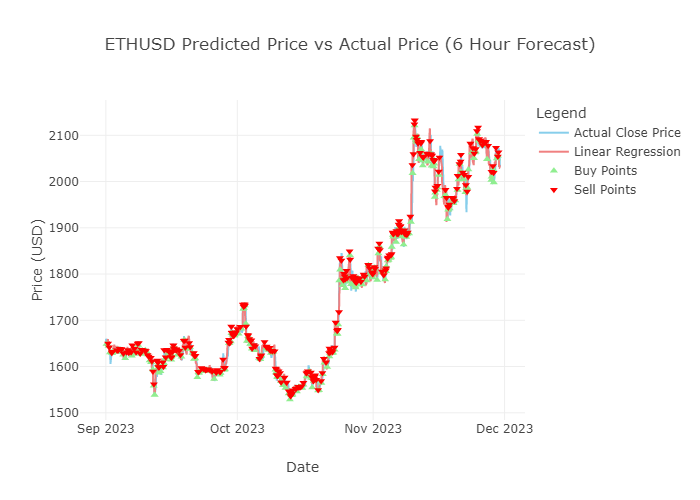 ETHUSD Predicted Price vs Actual Price (6 Hour Forecast)
Legend
Actual Close Price
Linear Regression
Buy Points
Sell Points
Price (USD)
2100
2000
1900
1800
1700
1600
1500
Sep 2023
Oct 2023
Nov 2023
Dec 2023
Date